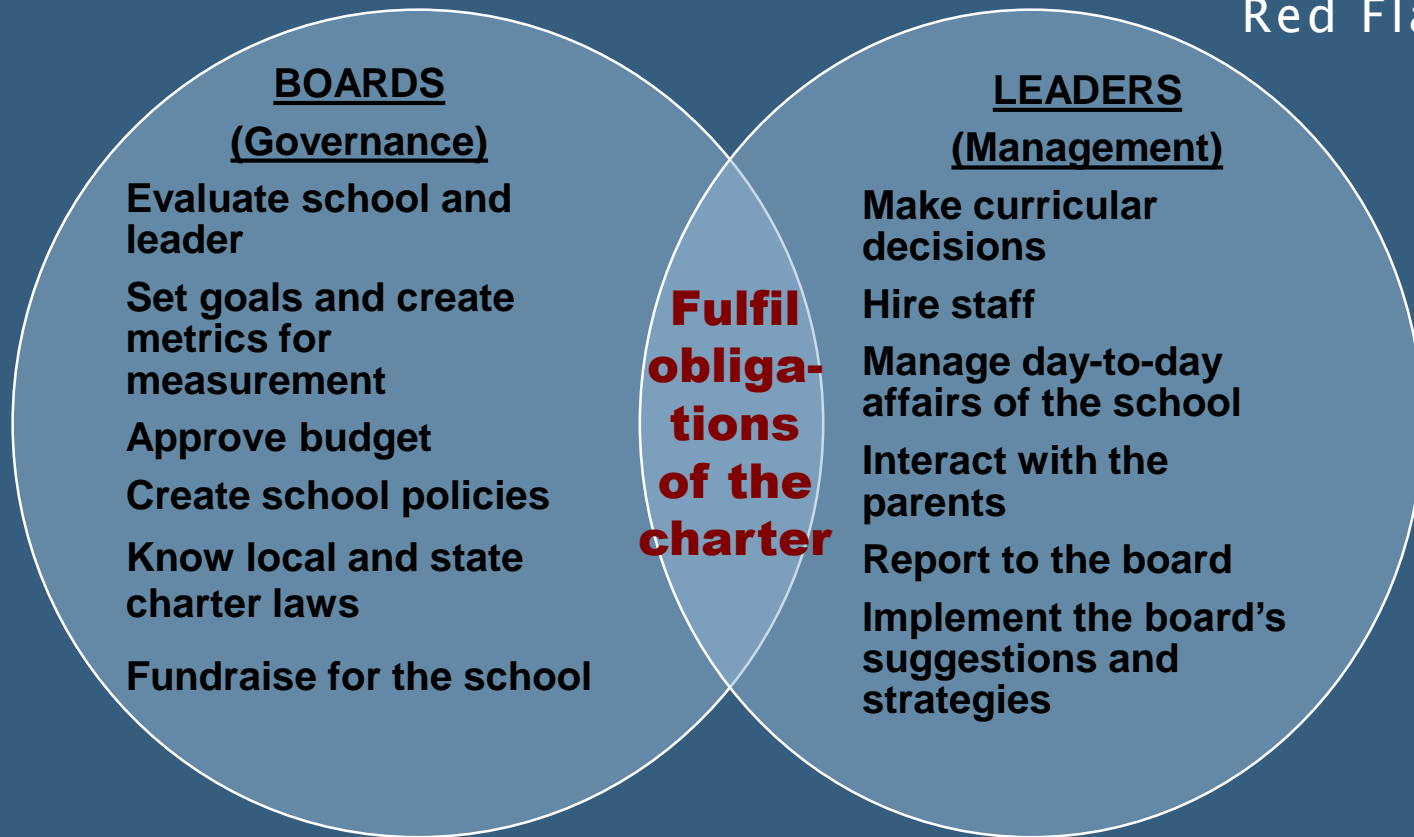 Red Fla
BOARDS
(Governance)
Evaluate school and
leader
Set goals and create
metrics for
measurement
Approve budget
Create school policies
Know local and state
charter laws
Fundraise for the school
Fulfil
obliga-
tions
of the
charter
LEADERS
(Management)
Make curricular
decisions
Hire staff
Manage day-to-day
affairs of the school
Interact with the
parents
Report to the board
Implement the board’s
suggestions and
strategies